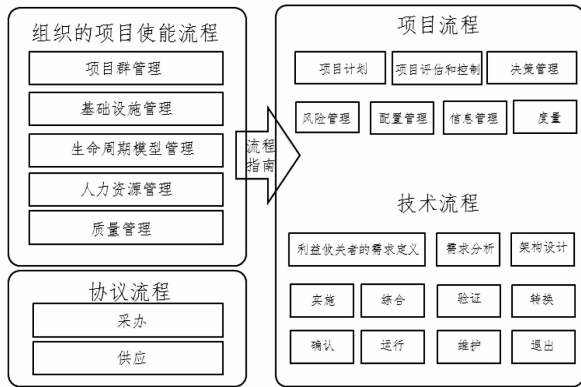 组织的项目使能流程
项目群管理
基础设施管理
生命周期模型管理
人力资源管理
质量管理
协议流程
采办
供应
流程
指南
项目流程
项目计划
项目评估和控制
决策管理
风险管理
配置管理
信息管理
度量
技术流程
利益攸关者的需求定义
需求分析
架构设计
实施
综合
验证
转换
确认
运行
维护
退出